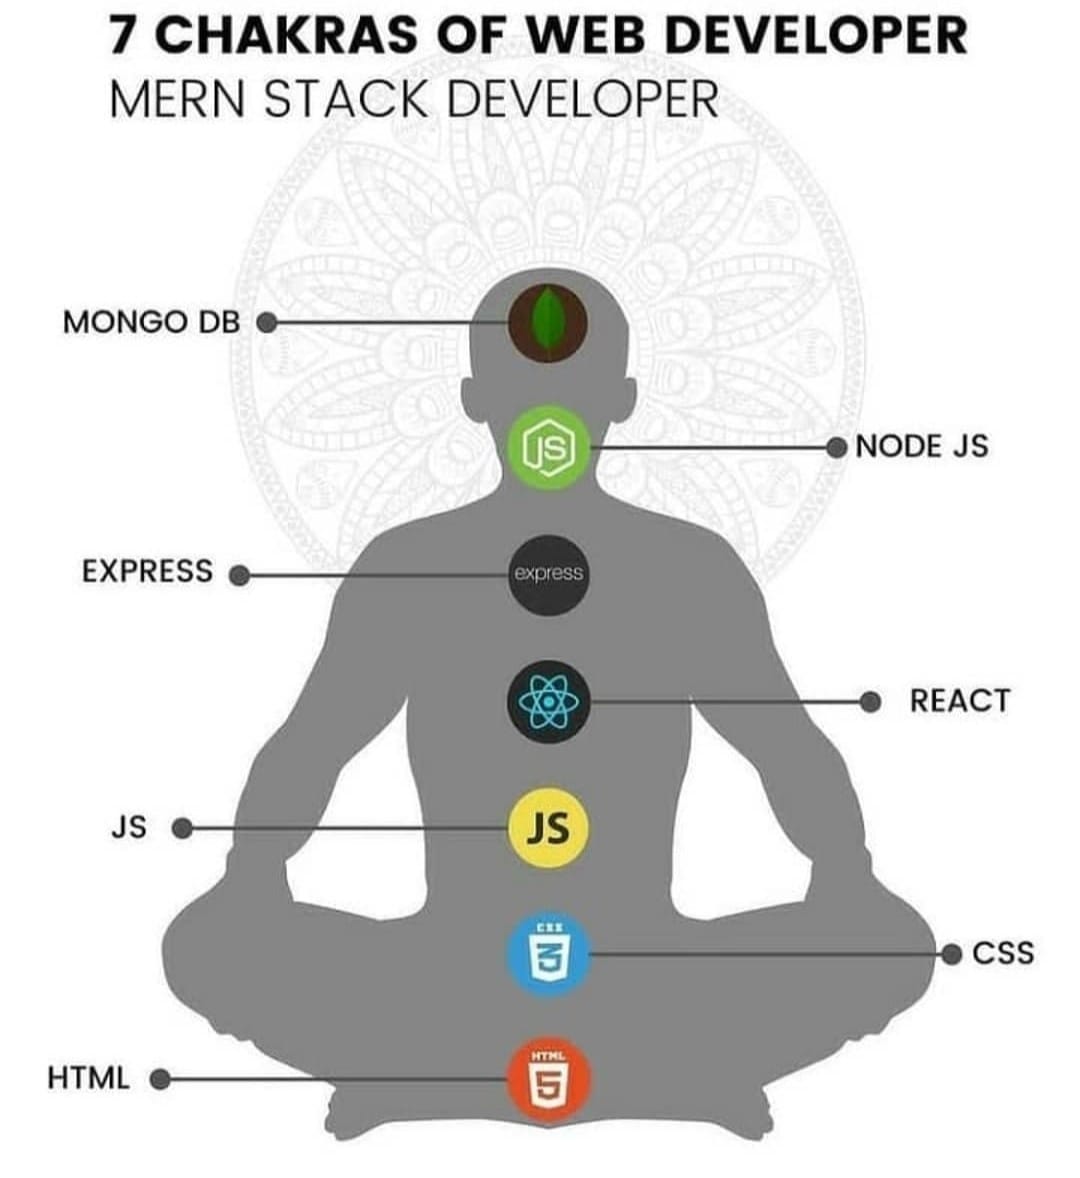 7 CHAKRAS OF WEB DEVELOPER
MERN STACK DEVELOPER
MONGO DB
JS
NODE JS
EXPRESS
express
REACT
JS
JS
CSS
3
CSS
HTML
HTML
5